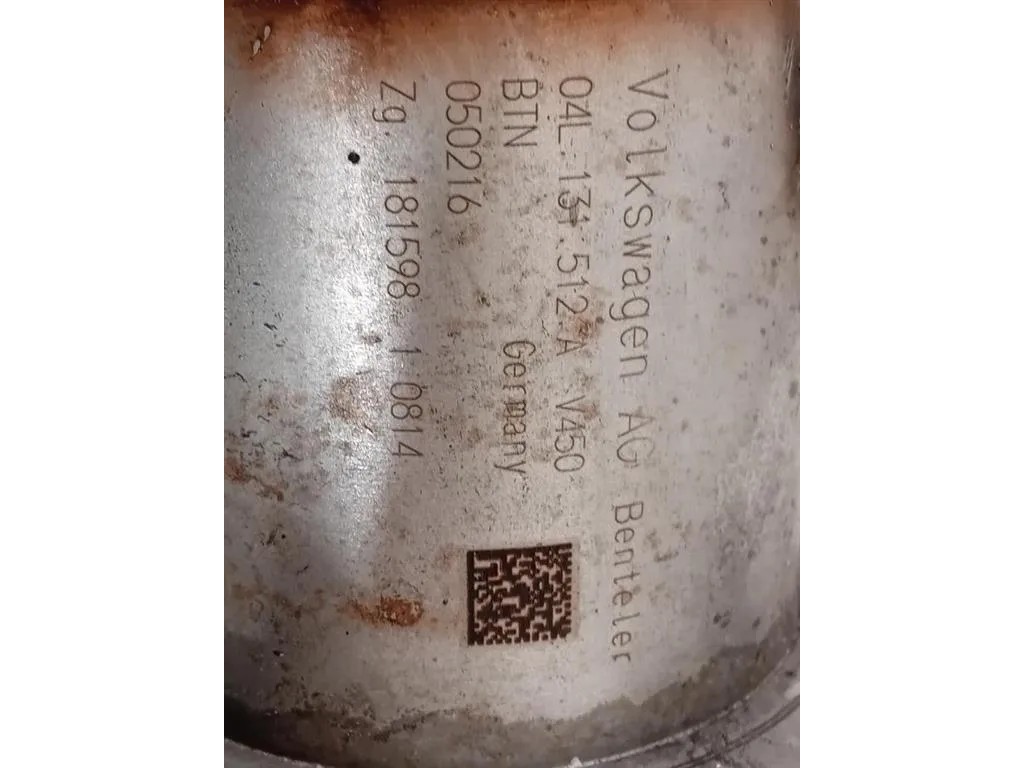 Volkswagen AG Benteler
04L.131.512.A V450
BTN Germany
050216
Zg. 181598 1 0814